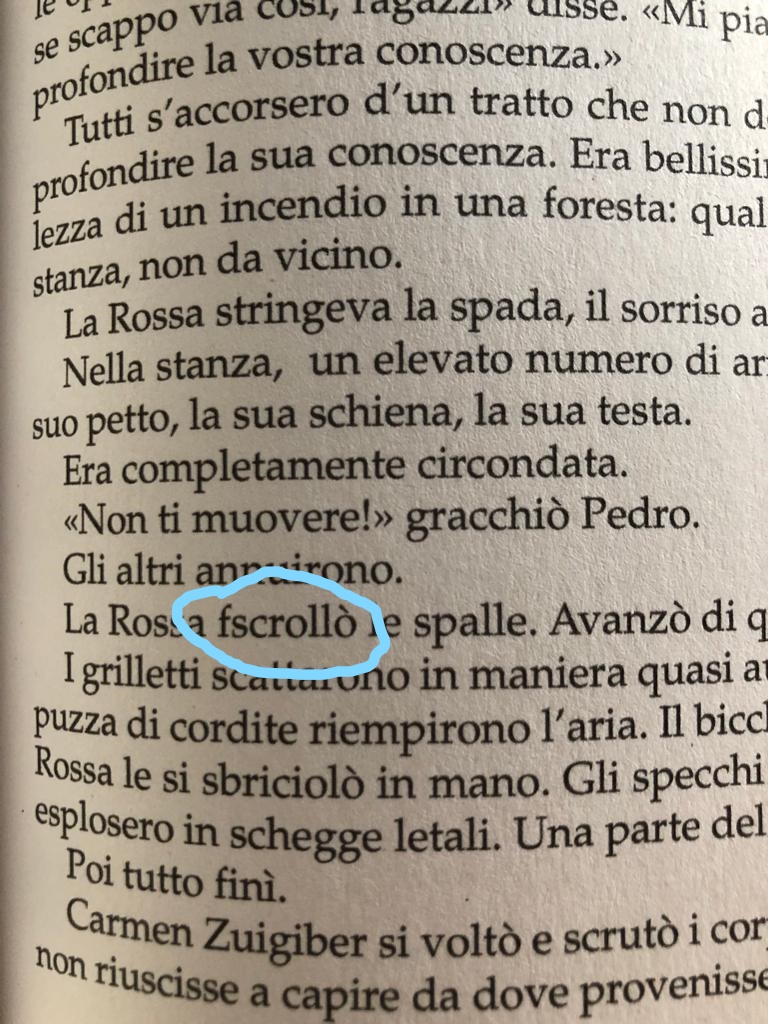 se scappo via così, ragazzi» disse. «Mi pia
profondire la vostra conoscenza.»
Tutti s'accorsero d'un tratto che non d
profondire la sua conoscenza. Era bellissi
lezza di un incendio in una foresta: qual
stanza, non da vicino.
La Rossa stringeva la spada, il sorriso a
Nella stanza, un elevato numero di ar
suo petto, la sua schiena, la sua testa.
Era completamente circondata.
«Non ti muovere!» gracchiò Pedro.
Gli altri annuirono.
La Rossa fscrollò le spalle. Avanzò di q
I grilletti scattarono in maniera quasi au
puzza di cordite riempirono l'aria. Il bicc
Rossa le si sbriciolò in mano. Gli specchi
esplosero in schegge letali. Una parte del
Poi tutto finì.
Carmen Zuigiber si voltò e scrutò i cor
non riuscisse a capire da dove provenisse